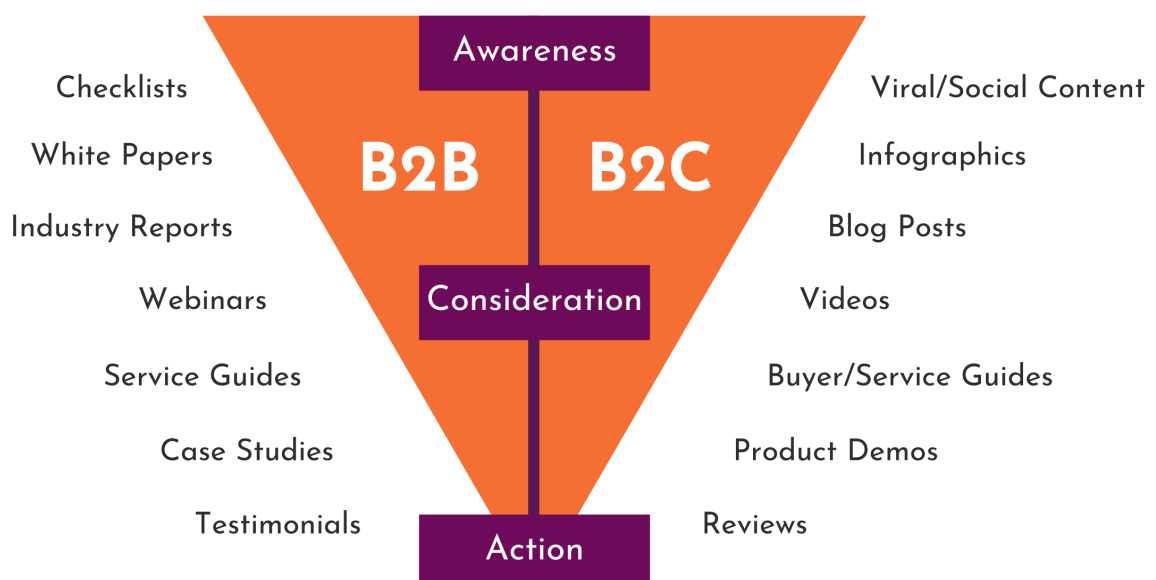 Awareness
Checklists
Viral/Social Content
White Papers
B2B
B2C
Infographics
Industry Reports
Blog Posts
Webinars
Consideration
Videos
Service Guides
Buyer/Service Guides
Case Studies
Product Demos
Testimonials
Reviews
Action